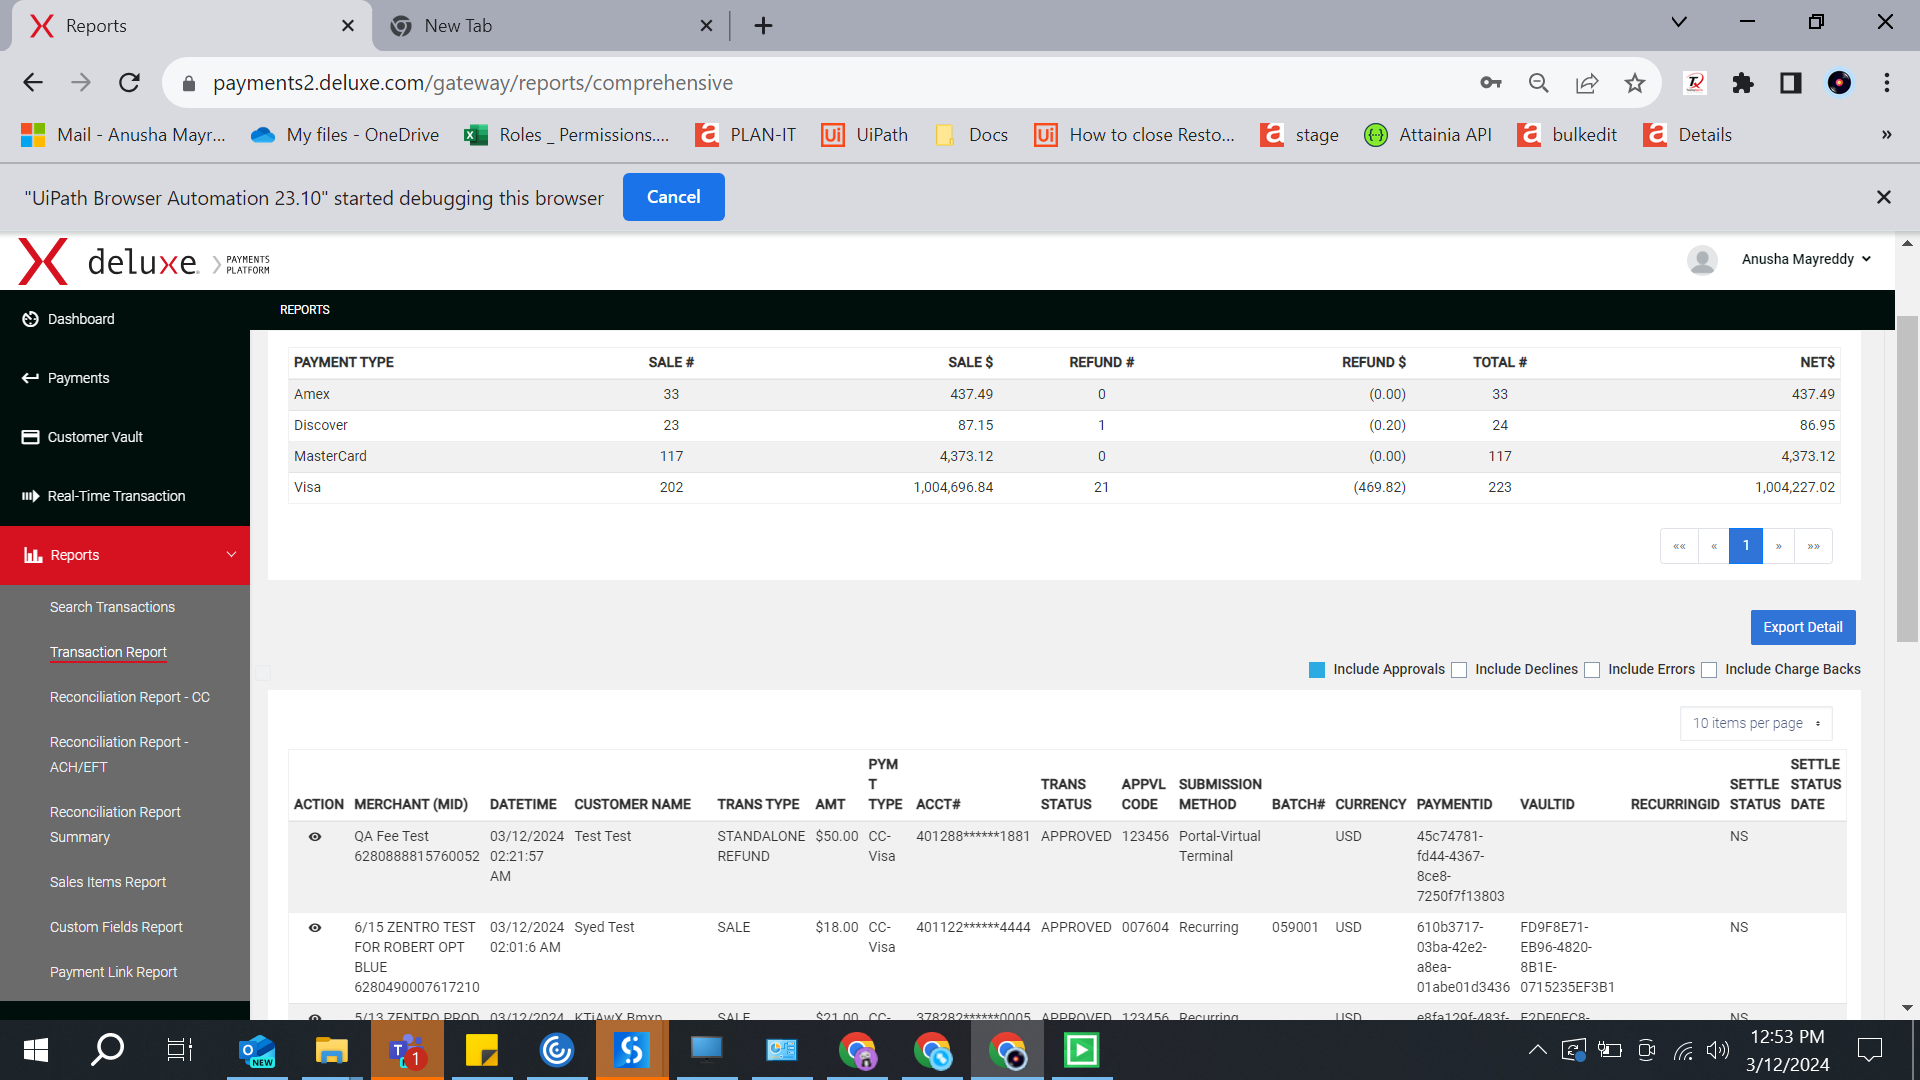 Reports
New Tab
payments2.deluxe.com/gateway/reports/comprehensive
Mail - Anusha Mayr...
My files - OneDrive
Roles _ Permissions....
PLAN-IT
UiPath
Docs
How to close Resto...
stage
Attainia API
bulkedit
Details
»
"UiPath Browser Automation 23.10" started debugging this browser
Cancel
deluxe. PAYMENTS PLATFORM
Anusha Mayreddy
Dashboard
Payments
Customer Vault
Real-Time Transaction
Reports
Search Transactions
Transaction Report
Reconciliation Report - CC
Reconciliation Report -
ACH/EFT
Reconciliation Report
Summary
Sales Items Report
Custom Fields Report
Payment Link Report
REPORTS
PAYMENT TYPE SALE # SALE $ REFUND # REFUND $ TOTAL # NET$
Amex 33 437.49 0 (0.00) 33 437.49
Discover 23 87.15 1 (0.20) 24 86.95
MasterCard 117 4,373.12 0 (0.00) 117 4,373.12
Visa 202 1,004,696.84 21 (469.82) 223 1,004,227.02
«« « 1 » »»
Export Detail
Include Approvals Include Declines Include Errors Include Charge Backs
10 items per page
PYM SETTLE
T TRANS APPVL SUBMISSION SETTLE STATUS
ACTION MERCHANT (MID) DATETIME CUSTOMER NAME TRANS TYPE AMT TYPE ACCT# STATUS CODE METHOD BATCH# CURRENCY PAYMENTID VAULTID RECURRINGID STATUS DATE
QA Fee Test 03/12/2024 Test Test STANDALONE $50.00 CC- 401288******1881 APPROVED 123456 Portal-Virtual USD 45c74781- NS
6280888815760052 02:21:57 REFUND Visa Terminal fd44-4367-
AM 8ce8-
7250f7f13803
6/15 ZENTRO TEST 03/12/2024 Syed Test SALE $18.00 CC- 401122******4444 APPROVED 007604 Recurring 059001 USD 610b3717- FD9F8E71- NS
FOR ROBERT OPT 02:01:6 AM Visa 03ba-42e2- EB96-4820-
BLUE a8ea- 8B1E-
6280490007617210 01abe01d3436 0715235EF3B1
5/13 ZENTRO PROD 03/12/2024 KTjAwX Bmxp SALE $21.00 CC- 378282******0005 APPROVED 123456 Recurring USD e8fa129f-483f- NS
NEW
1
12:53 PM
3/12/2024